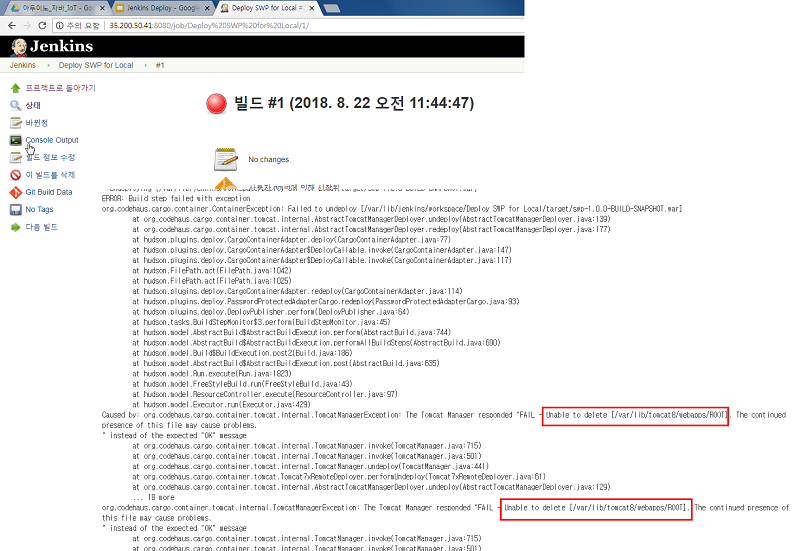 아두이노_자바_IoT - Go
Jenkins Deploy - Google
Deploy SWP for Local #
주의 요함
35.200.50.41:8080/job/Deploy%20SWP%20for%20Local/1/
Jenkins
Jenkins
Deploy SWP for Local
#1
프로젝트로 돌아가기
상태
바뀐점
Console Output
빌드 정보 수정
이 빌드를 삭제
Git Build Data
No Tags
다음 빌드
빌드 #1 (2018. 8. 22 오전 11:44:47)
No changes.
ERROR: Build step failed with exception
org.codehaus.cargo.container.ContainerException: Failed to undeploy [/var/lib/jenkins/workspace/Deploy SWP for Local/target/swp-1.0.0-BUILD-SNAPSHOT.war]
at org.codehaus.cargo.container.tomcat.internal.AbstractTomcatManagerDeployer.undeploy(AbstractTomcatManagerDeployer.java:139)
at org.codehaus.cargo.container.tomcat.internal.AbstractTomcatManagerDeployer.redeploy(AbstractTomcatManagerDeployer.java:177)
at hudson.plugins.deploy.CargoContainerAdapter.deploy(CargoContainerAdapter.java:77)
at hudson.plugins.deploy.CargoContainerAdapter$DeployCallable.invoke(CargoContainerAdapter.java:147)
at hudson.plugins.deploy.CargoContainerAdapter$DeployCallable.invoke(CargoContainerAdapter.java:117)
at hudson.FilePath.act(FilePath.java:1042)
at hudson.FilePath.act(FilePath.java:1025)
at hudson.plugins.deploy.CargoContainerAdapter.redeploy(CargoContainerAdapter.java:114)
at hudson.plugins.deploy.PasswordProtectedAdapterCargo.redeploy(PasswordProtectedAdapterCargo.java:93)
at hudson.plugins.deploy.DeployPublisher.perform(DeployPublisher.java:64)
at hudson.tasks.BuildStepMonitor$3.perform(BuildStepMonitor.java:45)
at hudson.model.AbstractBuild$AbstractBuildExecution.perform(AbstractBuild.java:744)
at hudson.model.AbstractBuild$AbstractBuildExecution.performAllBuildSteps(AbstractBuild.java:690)
at hudson.model.Build$BuildExecution.post2(Build.java:186)
at hudson.model.AbstractBuild$AbstractBuildExecution.post(AbstractBuild.java:635)
at hudson.model.Run.execute(Run.java:1823)
at hudson.model.FreeStyleBuild.run(FreeStyleBuild.java:43)
at hudson.model.ResourceController.execute(ResourceController.java:97)
at hudson.model.Executor.run(Executor.java:429)
Caused by: org.codehaus.cargo.container.tomcat.internal.TomcatManagerException: The Tomcat Manager responded "FAIL - Unable to delete [/var/lib/tomcat8/webapps/ROOT]. The continued
presence of this file may cause problems.
" instead of the expected "OK" message
at org.codehaus.cargo.container.tomcat.internal.TomcatManager.invoke(TomcatManager.java:715)
at org.codehaus.cargo.container.tomcat.internal.TomcatManager.invoke(TomcatManager.java:501)
at org.codehaus.cargo.container.tomcat.internal.TomcatManager.undeploy(TomcatManager.java:441)
at org.codehaus.cargo.container.tomcat.Tomcat7xRemoteDeployer.performUndeploy(Tomcat7xRemoteDeployer.java:61)
at org.codehaus.cargo.container.tomcat.internal.AbstractTomcatManagerDeployer.undeploy(AbstractTomcatManagerDeployer.java:129)
... 18 more
org.codehaus.cargo.container.tomcat.internal.TomcatManagerException: The Tomcat Manager responded "FAIL - Unable to delete [/var/lib/tomcat8/webapps/ROOT]. The continued presence of
this file may cause problems.
" instead of the expected "OK" message
at org.codehaus.cargo.container.tomcat.internal.TomcatManager.invoke(TomcatManager.java:715)
at org.codehaus.cargo.container.tomcat.internal.TomcatManager.invoke(TomcatManager.java:501)